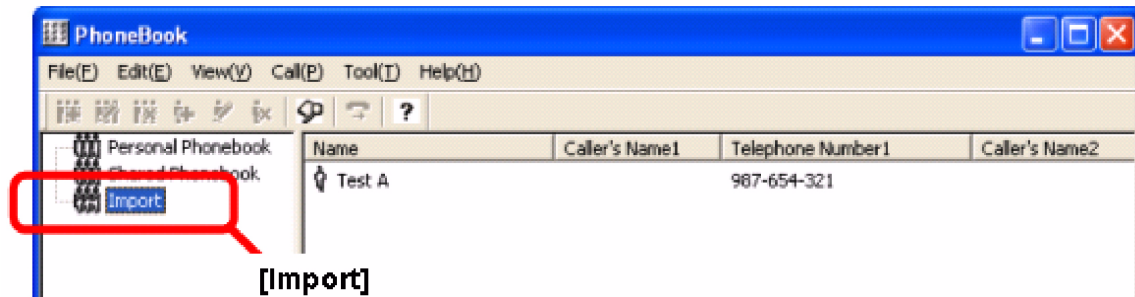 PhoneBook
File(F) Edit(E) View(V) Call(P) Tool(T) Help(H)
?
Personal Phonebook
Shared Phonebook
Import
Name Caller's Name1 Telephone Number1 Caller's Name2
Test A 987-654-321
[Import]